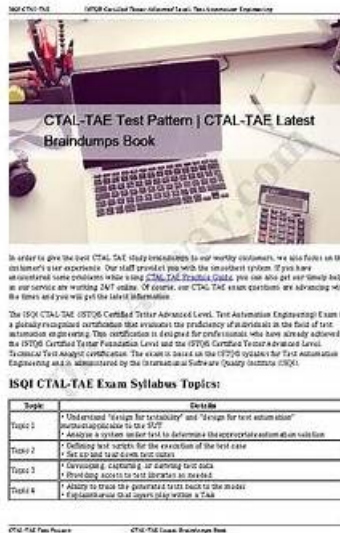 ISQI CTAL-TAE
ISTQB Certified Tester Advanced Level, Test Automation Engineering
CTAL-TAE Test Pattern | CTAL-TAE Latest
Braindumps Book
In order to give the best CTAL-TAE study braindumps to our worthy customers, we also focus on the
customer's user experience. Our staff provides you with the smoothest system. If you have
encountered some problems while using CTAL-TAE Practice Guide, you can also get our timely help
as our service are working 24/7 online. Of course, our CTAL-TAE exam questions are advancing with
the times and you will get the latest information.
The ISQI CTAL-TAE (ISTQB Certified Tester Advanced Level, Test Automation Engineering) Exam is
a globally recognized certification that evaluates the proficiency of individuals in the field of test
automation engineering. This certification is designed for professionals who have already achieved
the ISTQB Certified Tester Foundation Level and the ISTQB Certified Tester Advanced Level
Technical Test Analyst certification. The exam is based on the ISTQB syllabus for Test Automation
Engineering and is administered by the International Software Quality Institute (ISQI).
ISQI CTAL-TAE Exam Syllabus Topics:
Topic Details
Topic 1
• Understand "design for testability" and "design for test automation"
methods applicable to the SUT
• Analyze a system under test to determine the appropriate automation solution
Topic 2
• Defining test scripts for the execution of the test case
• Set up and tear down test suites
Topic 3
• Developing, capturing, or deriving test data
• Providing access to test libraries as needed
Topic 4
• Ability to trace the generated tests back to the model
• Explain the role that layers play within a TAA
CTAL-TAE Test Pattern
CTAL-TAE Latest Braindumps Book